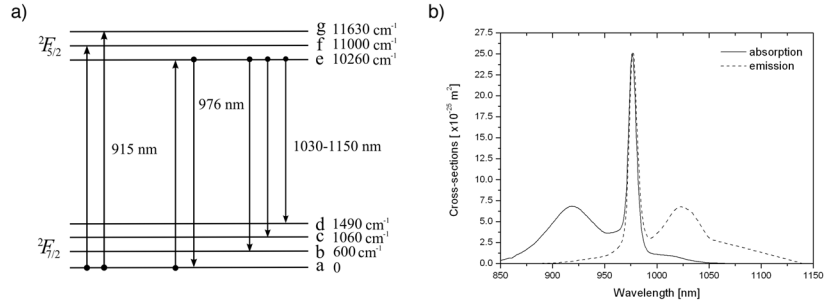 a)
g 11630 cm⁻¹
²F₅/₂
f 11000 cm⁻¹
e 10260 cm⁻¹
976 nm
915 nm
1030-1150 nm
d 1490 cm⁻¹
²F₇/₂
c 1060 cm⁻¹
b 600 cm⁻¹
a 0
b)
27.5
25.0
22.5
20.0
17.5
15.0
12.5
10.0
7.5
5.0
2.5
0.0
Cross-sections [ x10⁻²⁵ m²]
absorption
emission
850 900 950 1000 1050 1100 1150
Wavelength [nm]